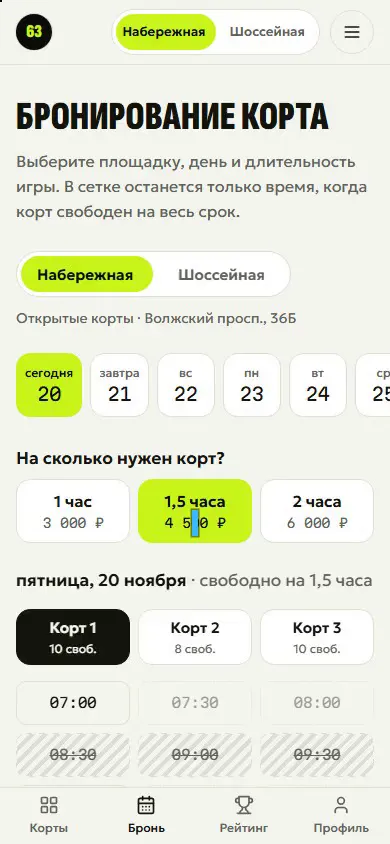 63
Набережная Шоссейная
БРОНИРОВАНИЕ КОРТА
Выберите площадку, день и длительность
игры. В сетке останется только время, когда
корт свободен на весь срок.
Набережная Шоссейная
Открытые корты · Волжский просп., 36Б
сегодня завтра вс пн вт ср
20 21 22 23 24 25
На сколько нужен корт?
1 час 1,5 часа 2 часа
3 000 ₽ 4 500 ₽ 6 000 ₽
пятница, 20 ноября · свободно на 1,5 часа
Корт 1 Корт 2 Корт 3
10 своб. 8 своб. 10 своб.
07:00 07:30 08:00
08:30 09:00 09:30
Корты Бронь Рейтинг Профиль